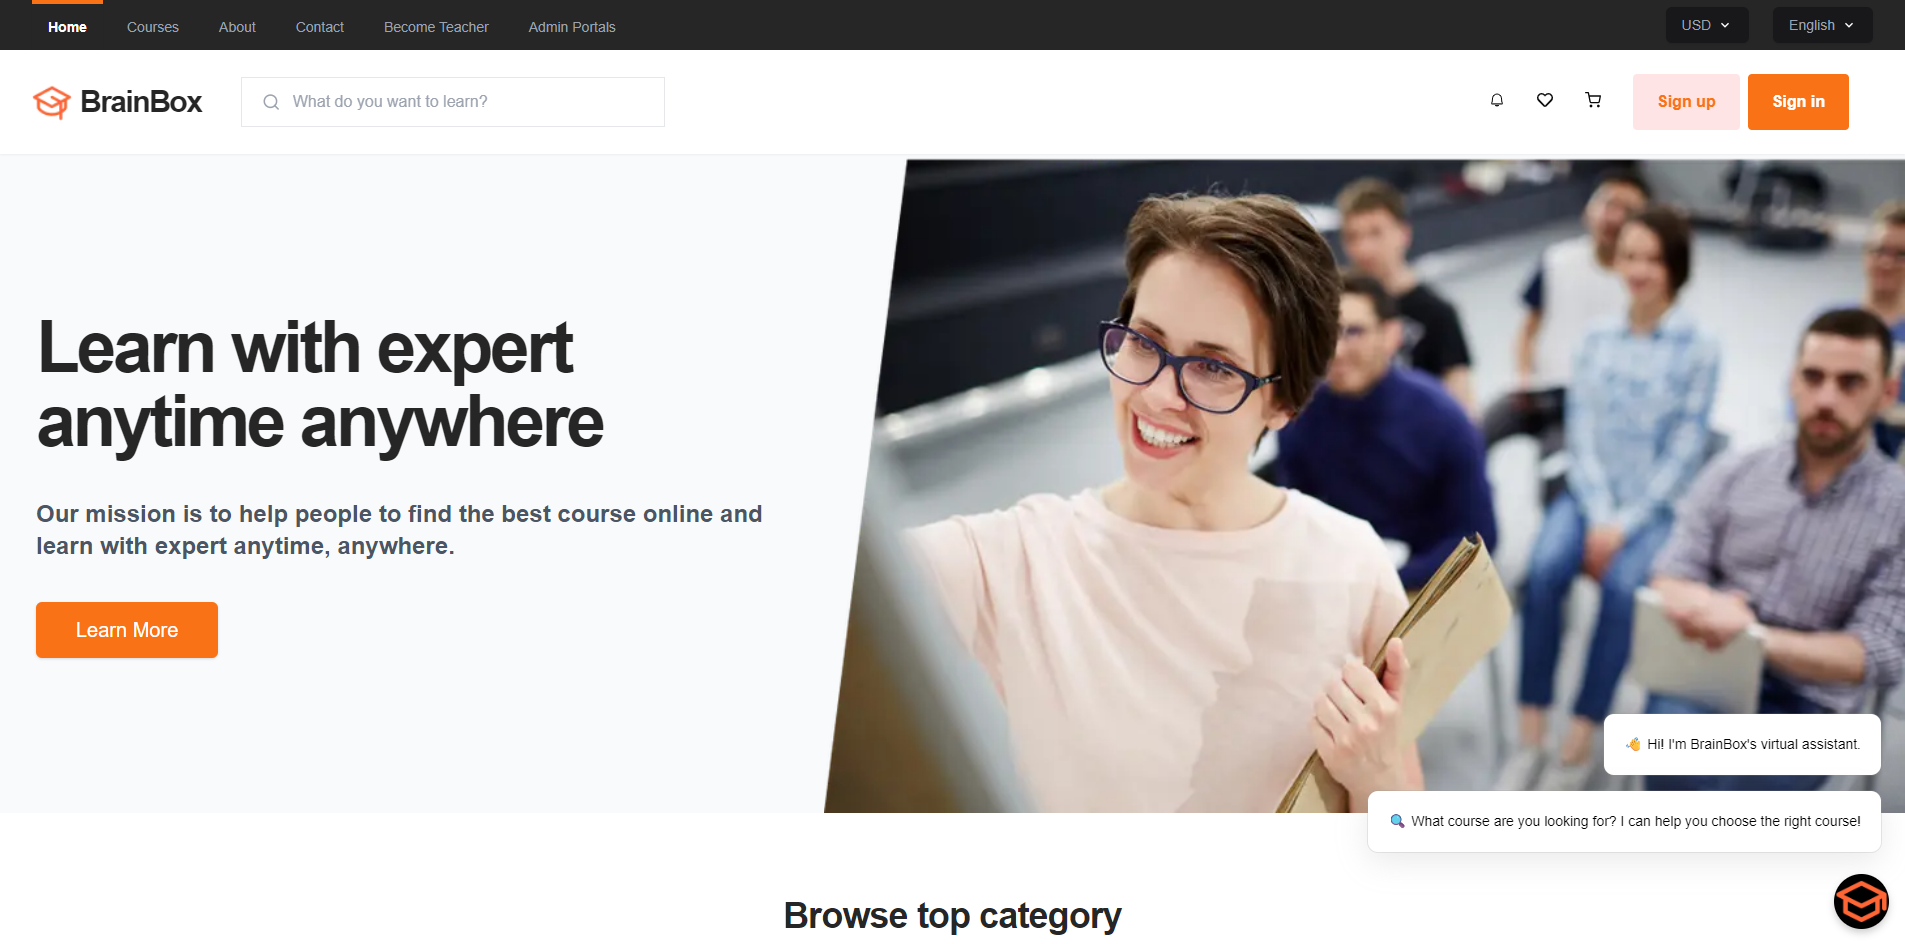 Home Courses About Contact Become Teacher Admin Portals USD English
BrainBox What do you want to learn? Sign up Sign in
Learn with expert
anytime anywhere
Our mission is to help people to find the best course online and
learn with expert anytime, anywhere.
Learn More
👋 Hi! I'm BrainBox's virtual assistant.
🔍 What course are you looking for? I can help you choose the right course!
Browse top category